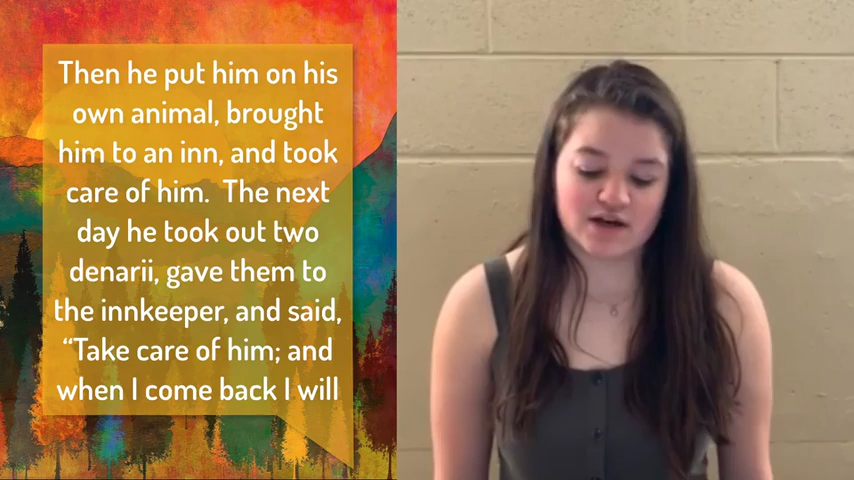 Then he put him on his
own animal, brought
him to an inn, and took
care of him.  The next
day he took out two
denarii, gave them to
the innkeeper, and said,
“Take care of him; and
when I come back I will